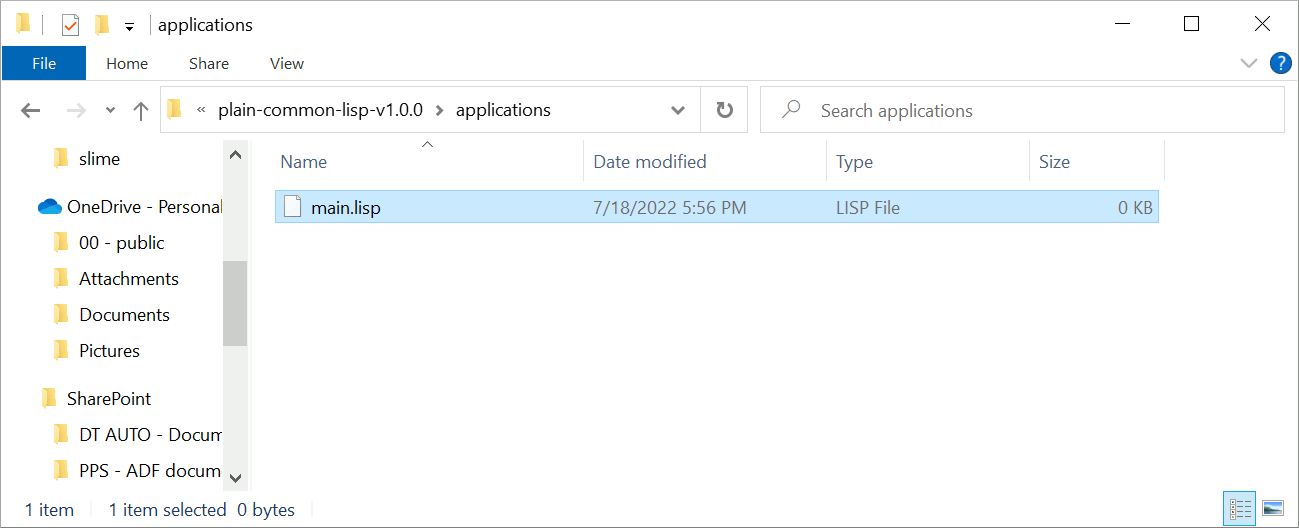 applications
File Home Share View
?
« plain-common-lisp-v1.0.0 > applications
Search applications
slime
OneDrive - Personal
00 - public
Attachments
Documents
Pictures
SharePoint
DT AUTO - Docum
PPS - ADF docum
Name Date modified Type Size
main.lisp 7/18/2022 5:56 PM LISP File 0 KB
1 item 1 item selected 0 bytes